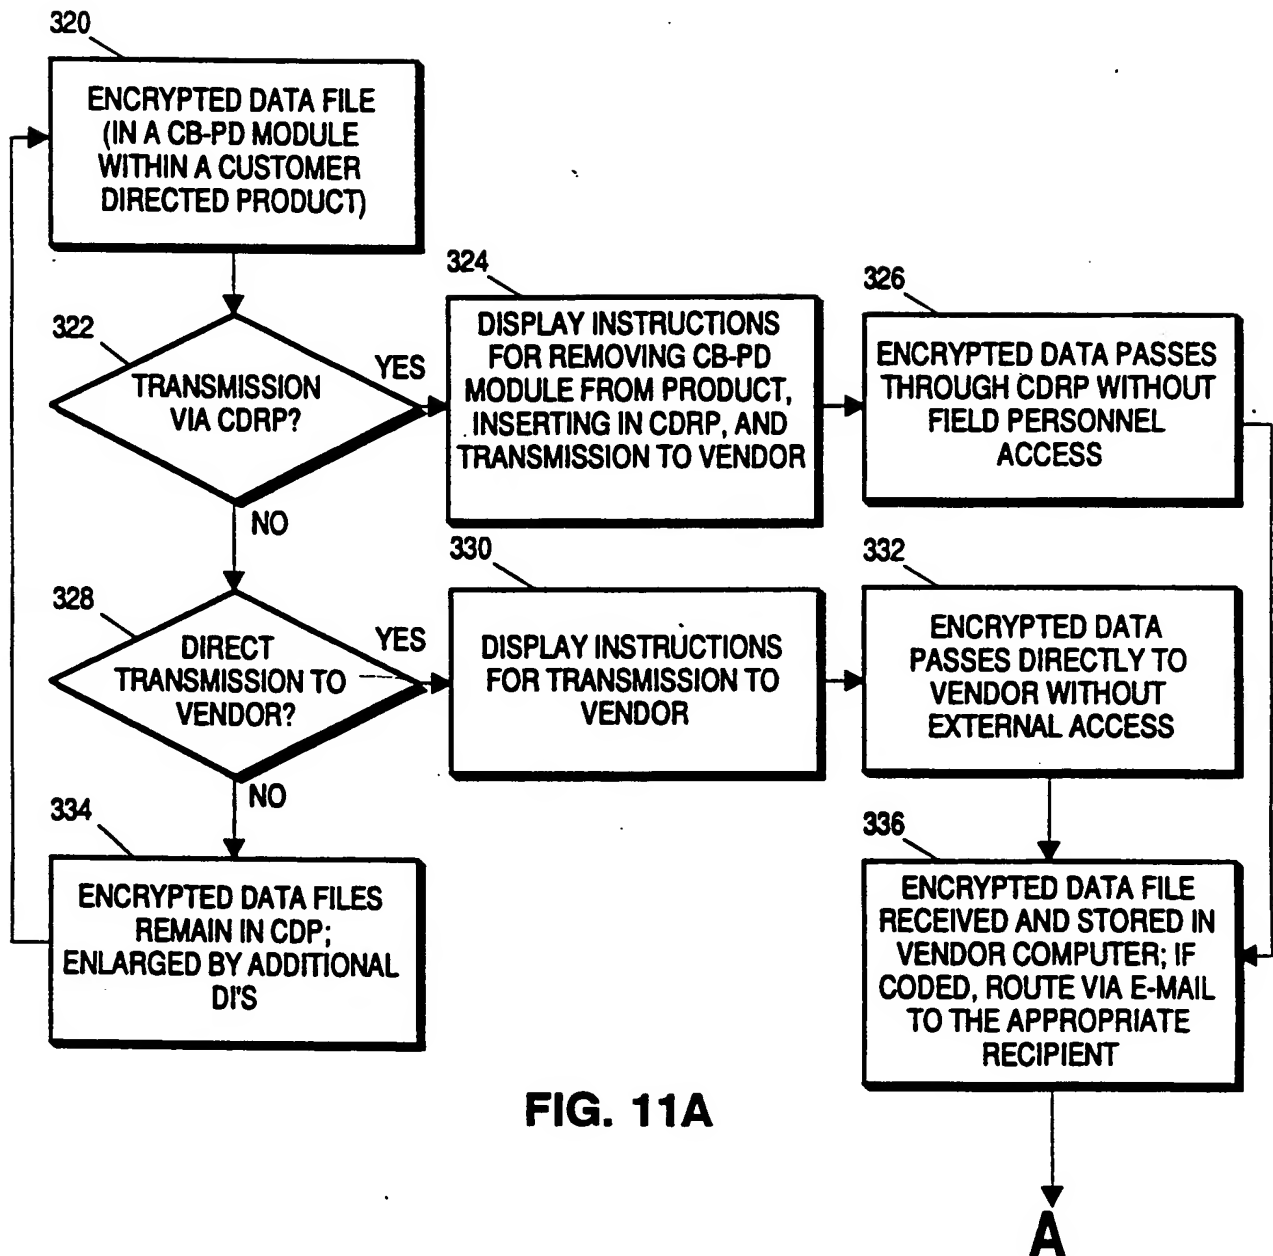 320
ENCRYPTED DATA FILE
(IN A CB-PD MODULE
WITHIN A CUSTOMER
DIRECTED PRODUCT)
322
TRANSMISSION
VIA CDRP?
YES
NO
324
DISPLAY INSTRUCTIONS
FOR REMOVING CB-PD
MODULE FROM PRODUCT,
INSERTING IN CDRP, AND
TRANSMISSION TO VENDOR
326
ENCRYPTED DATA PASSES
THROUGH CDRP WITHOUT
FIELD PERSONNEL
ACCESS
328
DIRECT
TRANSMISSION TO
VENDOR?
YES
NO
330
DISPLAY INSTRUCTIONS
FOR TRANSMISSION TO
VENDOR
332
ENCRYPTED DATA
PASSES DIRECTLY TO
VENDOR WITHOUT
EXTERNAL ACCESS
334
ENCRYPTED DATA FILES
REMAIN IN CDP;
ENLARGED BY ADDITIONAL
DI'S
336
ENCRYPTED DATA FILE
RECEIVED AND STORED IN
VENDOR COMPUTER; IF
CODED, ROUTE VIA E-MAIL
TO THE APPROPRIATE
RECIPIENT
FIG. 11A
A